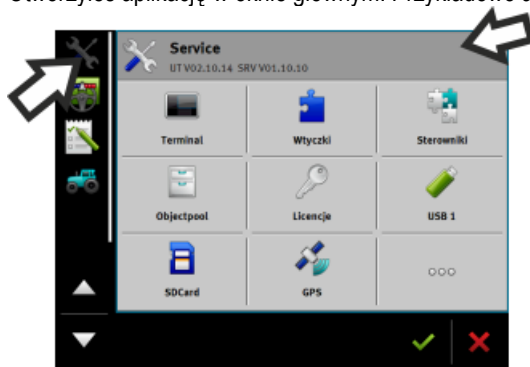 Service
UT V02.10.14 SRV V01.10.10
Terminal
Wtyczki
Sterowniki
Objectpool
Licencje
USB 1
SDCard
GPS